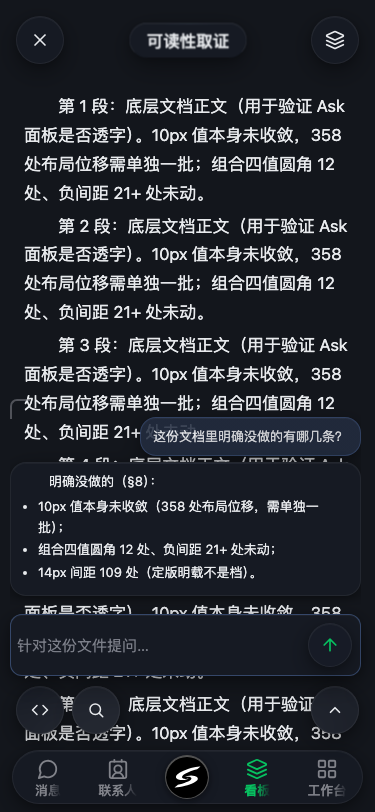 可读性取证
第 1 段：底层文档正文（用于验证 Ask
面板是否透字）。10px 值本身未收敛，358
处布局位移需单独一批；组合四值圆角 12
处、负间距 21+ 处未动。
第 2 段：底层文档正文（用于验证 Ask
面板是否透字）。10px 值本身未收敛，358
处布局位移需单独一批；组合四值圆角 12
处、负间距 21+ 处未动。
第 3 段：底层文档正文（用于验证 Ask
面板是否透字）。10px 值本身未收敛，358
处布局位移需单独一批；组合四值圆角 12
处、负间距 21+ 处未动
这份文档里明确没做的有哪几条?
明确没做的（§8）：
• 10px 值本身未收敛（358 处布局位移，需单独一
批）；
• 组合四值圆角 12 处、负间距 21+ 处未动；
• 14px 间距 109 处（定版明载不是档）。
面板是否透字）。10px 值本身未收敛，358
针对这份文件提问...
底层文档正文（用于验证
面板是否透字）。10px 值本身未收敛，358
消息 联系人 看板 工作台